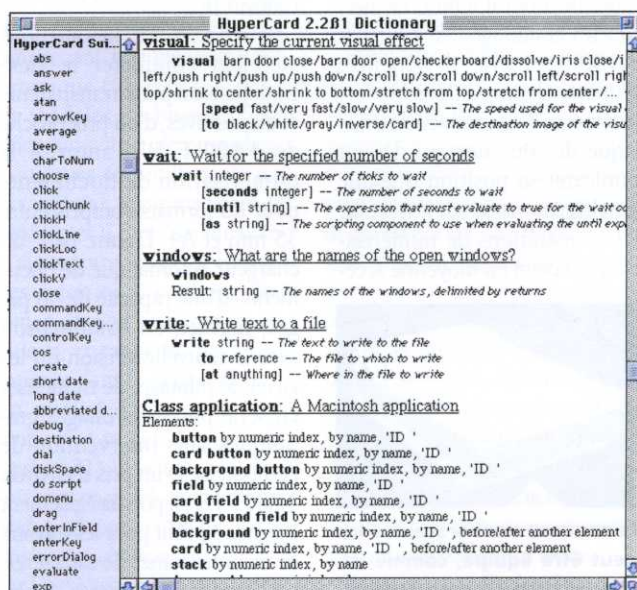 HyperCard 2.2ß1 Dictionary
HyperCard Sui...
abs
answer
ask
atan
arrowKey
average
beep
charToNum
choose
click
clickChunk
clickH
clickLine
clickLoc
clickText
clickV
close
commandKey
commandKey...
controlKey
cos
create
short date
long date
abbreviated d...
debug
destination
dial
diskSpace
do script
domenu
drag
enterInField
enterKey
errorDialog
evaluate
exp
visual: Specify the current visual effect
visual barn door close/barn door open/checkerboard/dissolve/iris close/i
left/push right/push up/push down/scroll up/scroll down/scroll left/scroll righ
top/shrink to center/shrink to bottom/stretch from top/stretch from center/...
[speed fast/very fast/slow/very slow] -- The speed used for the visual
[to black/white/gray/inverse/card] -- The destination image of the visu
wait: Wait for the specified number of seconds
wait integer -- The number of ticks to wait
[seconds integer] -- The number of seconds to wait
[until string] -- The expression that must evaluate to true for the wait co
[as string] -- The scripting component to use when evaluating the until exp
windows: What are the names of the open windows?
windows
Result: string -- The names of the windows, delimited by returns
write: Write text to a file
write string -- The text to write to the file
to reference -- The file to which to write
[at anything] -- Where in the file to write
Class application: A Macintosh application
Elements:
button by numeric index, by name, 'ID '
card button by numeric index, by name, 'ID '
background button by numeric index, by name, 'ID '
field by numeric index, by name, 'ID '
card field by numeric index, by name, 'ID '
background field by numeric index, by name, 'ID '
background by numeric index, by name, 'ID ', before/after another element
card by numeric index, by name, 'ID ', before/after another element
stack by numeric index, by name